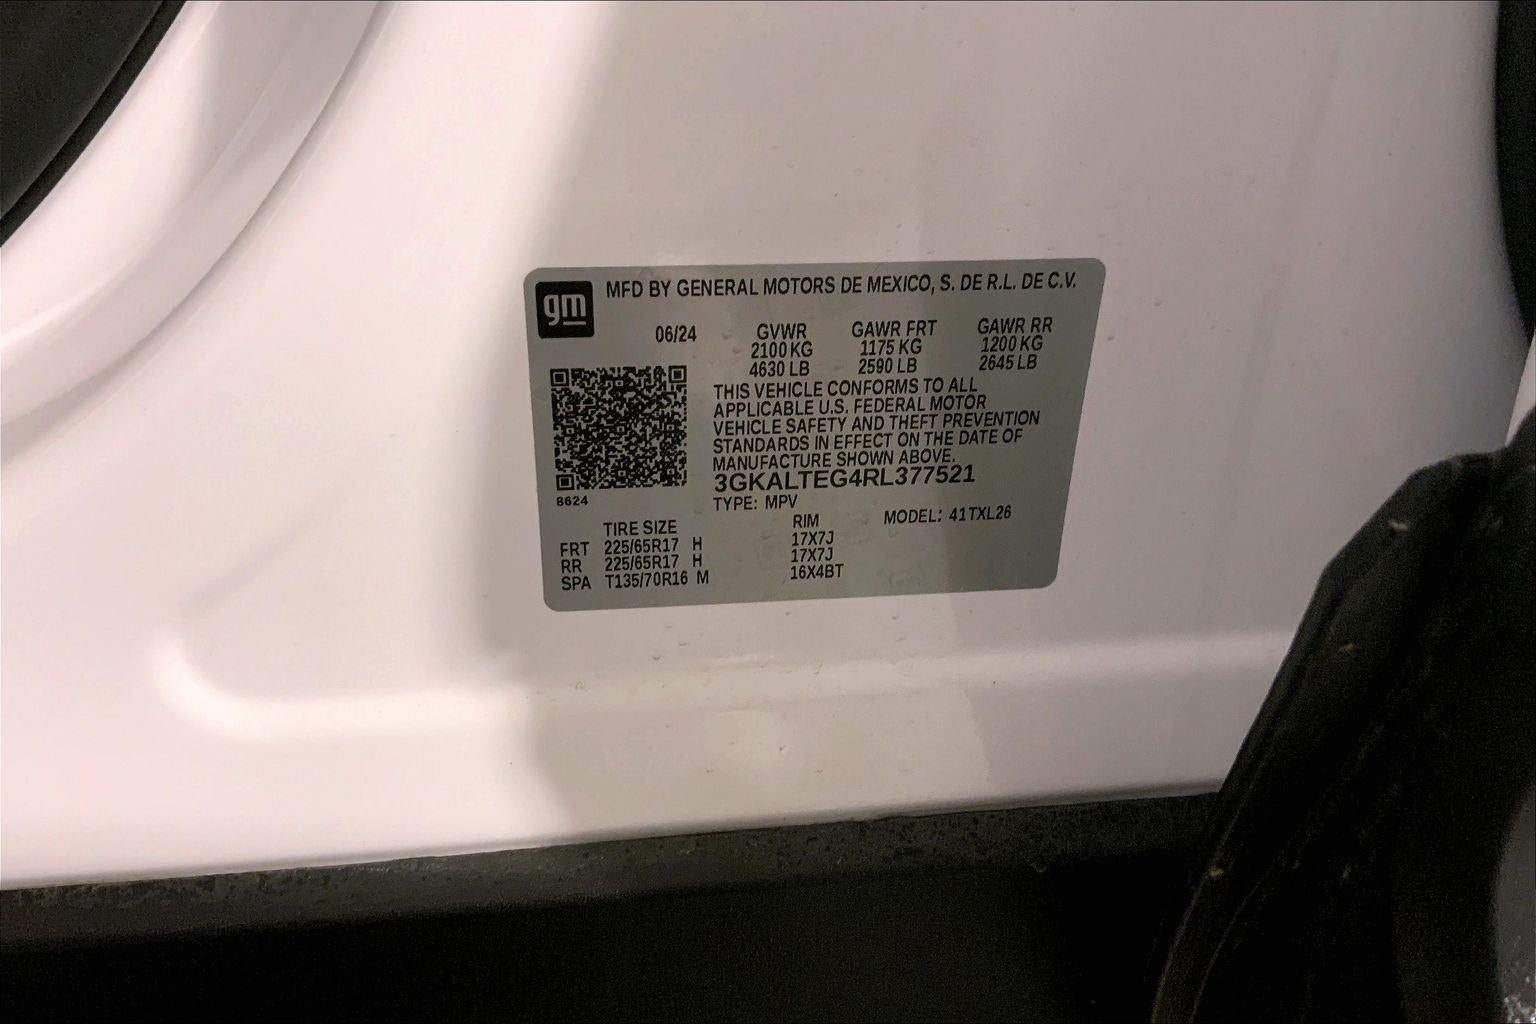 gm
MFD BY GENERAL MOTORS DE MEXICO, S. DE R.L. DE C.V.
06/24 GVWR GAWR FRT GAWR RR
2100 KG 1175 KG 1200 KG
4630 LB 2590 LB 2645 LB
THIS VEHICLE CONFORMS TO ALL
APPLICABLE U.S. FEDERAL MOTOR
VEHICLE SAFETY AND THEFT PREVENTION
STANDARDS IN EFFECT ON THE DATE OF
MANUFACTURE SHOWN ABOVE.
3GKALTEG4RL377521
8624
TYPE: MPV
MODEL: 41TXL26
TIRE SIZE RIM
FRT 225/65R17 H 17X7J
RR 225/65R17 H 17X7J
SPA T135/70R16 M 16X4BT